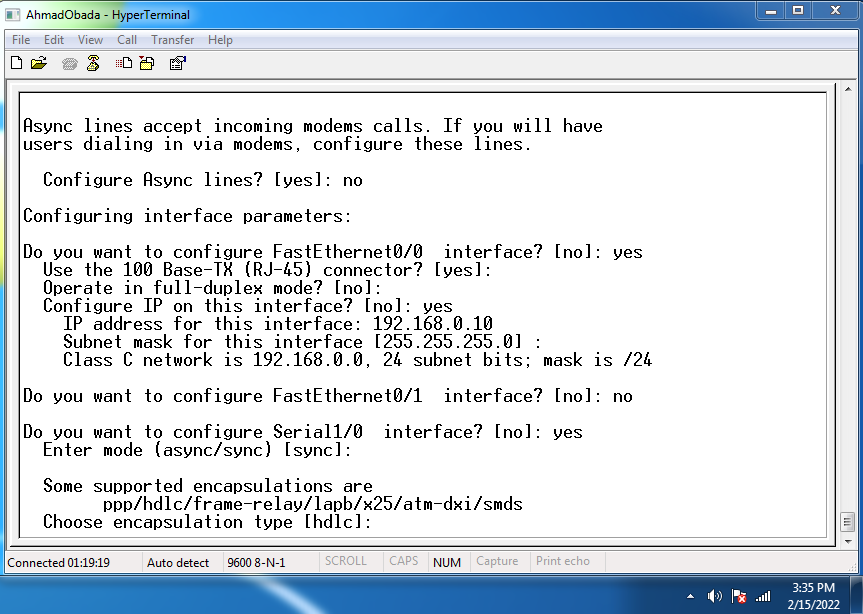 AhmadObada - HyperTerminal
File Edit View Call Transfer Help
Async lines accept incoming modems calls. If you will have
users dialing in via modems, configure these lines.
Configure Async lines? [yes]: no
Configuring interface parameters:
Do you want to configure FastEthernet0/0  interface? [no]: yes
Use the 100 Base-TX (RJ-45) connector? [yes]:
Operate in full-duplex mode? [no]:
Configure IP on this interface? [no]: yes
IP address for this interface: 192.168.0.10
Subnet mask for this interface [255.255.255.0] :
Class C network is 192.168.0.0, 24 subnet bits; mask is /24
Do you want to configure FastEthernet0/1  interface? [no]: no
Do you want to configure Serial1/0  interface? [no]: yes
Enter mode (async/sync) [sync]:
Some supported encapsulations are
ppp/hdlc/frame-relay/lapb/x25/atm-dxi/smds
Choose encapsulation type [hdlc]:
Connected 01:19:19 Auto detect 9600 8-N-1 SCROLL CAPS NUM Capture Print echo
3:35 PM
2/15/2022